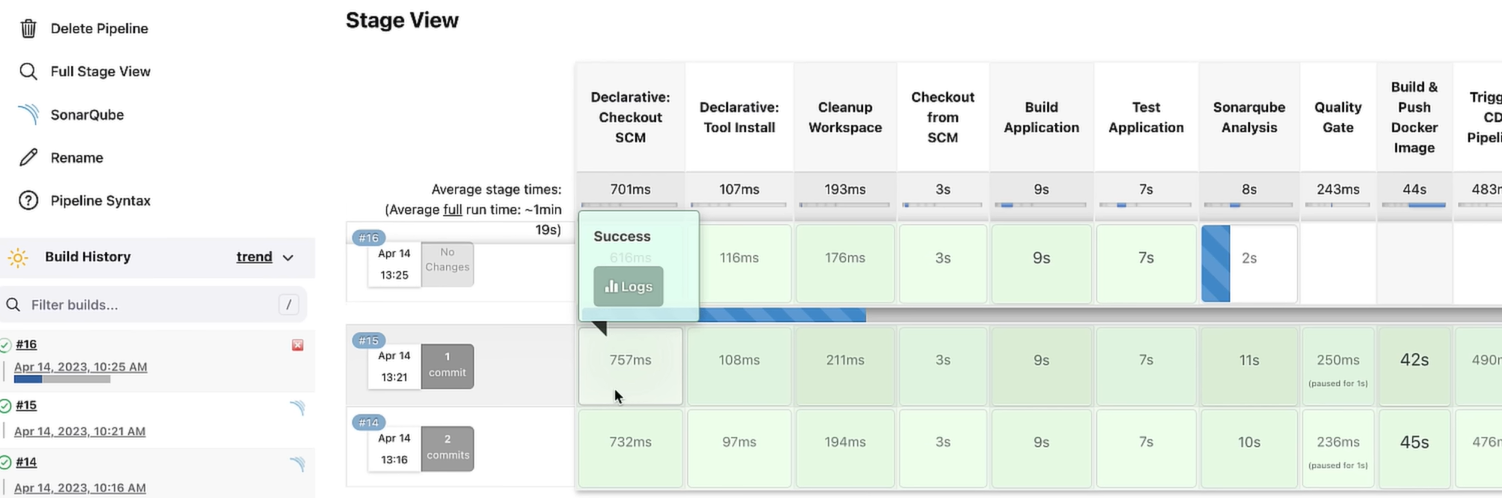 Delete Pipeline
Full Stage View
SonarQube
Rename
Pipeline Syntax
Build History
trend
Filter builds...
/
#16
Apr 14, 2023, 10:25 AM
#15
Apr 14, 2023, 10:21 AM
#14
Apr 14, 2023, 10:16 AM
Stage View
Declarative:
Checkout
SCM
Declarative:
Tool Install
Cleanup
Workspace
Checkout
from
SCM
Build
Application
Test
Application
Sonarqube
Analysis
Quality
Gate
Build &
Push
Docker
Image
Average stage times:
(Average full run time: ~1min
19s)
701ms
107ms
193ms
3s
9s
7s
8s
243ms
44s
#16
Apr 14
13:25
No
Changes
Success
616ms
Logs
116ms
176ms
3s
9s
7s
2s
#15
Apr 14
13:21
1
commit
757ms
108ms
211ms
3s
9s
7s
11s
250ms
(paused for 1s)
42s
#14
Apr 14
13:16
2
commits
732ms
97ms
194ms
3s
9s
7s
10s
236ms
(paused for 1s)
45s